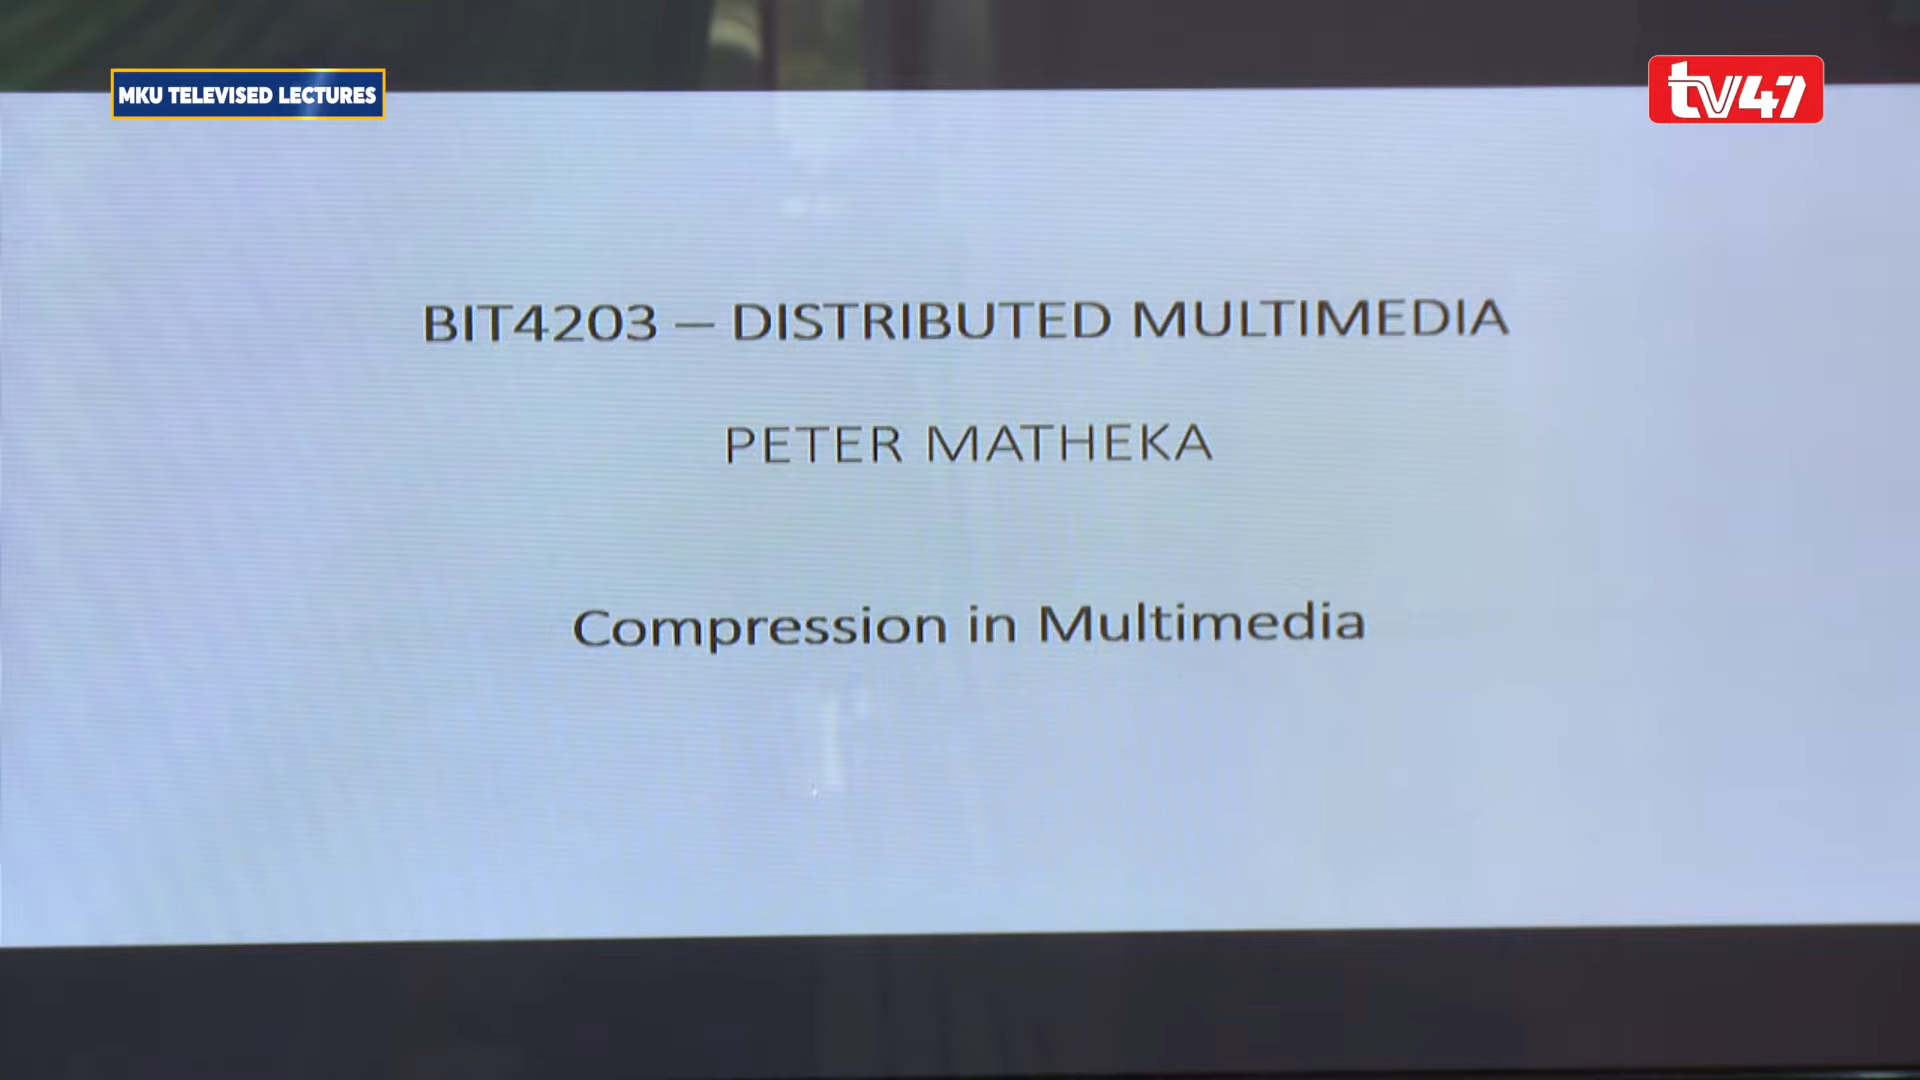 MKU TELEVISED LECTURES
tv47
BIT4203 – DISTRIBUTED MULTIMEDIA
PETER MATHEKA
Compression in Multimedia